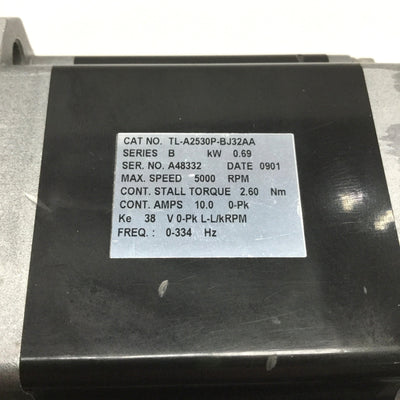 CAT NO. TL-A2530P-BJ32AA
SERIES B kW 0.69
SER. NO. A48332 DATE 0901
MAX. SPEED 5000 RPM
CONT. STALL TORQUE 2.60 Nm
CONT. AMPS 10.0 0-Pk
Ke 38 V 0-Pk L-L/kRPM
FREQ. : 0-334 Hz